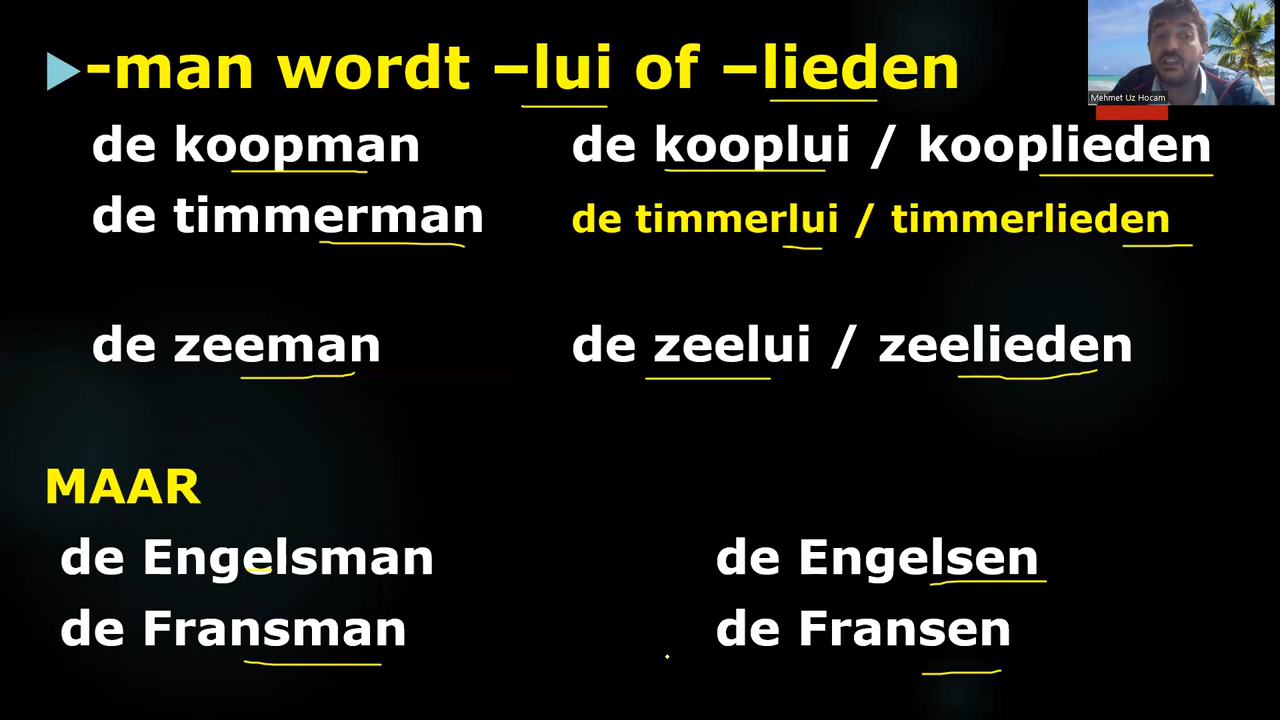 -man wordt –lui of –lieden
Mehmet Uz Hocam
de koopman de kooplui / kooplieden
de timmerman de timmerlui / timmerlieden
de zeeman de zeelui / zeelieden
MAAR
de Engelsman de Engelsen
de Fransman de Fransen